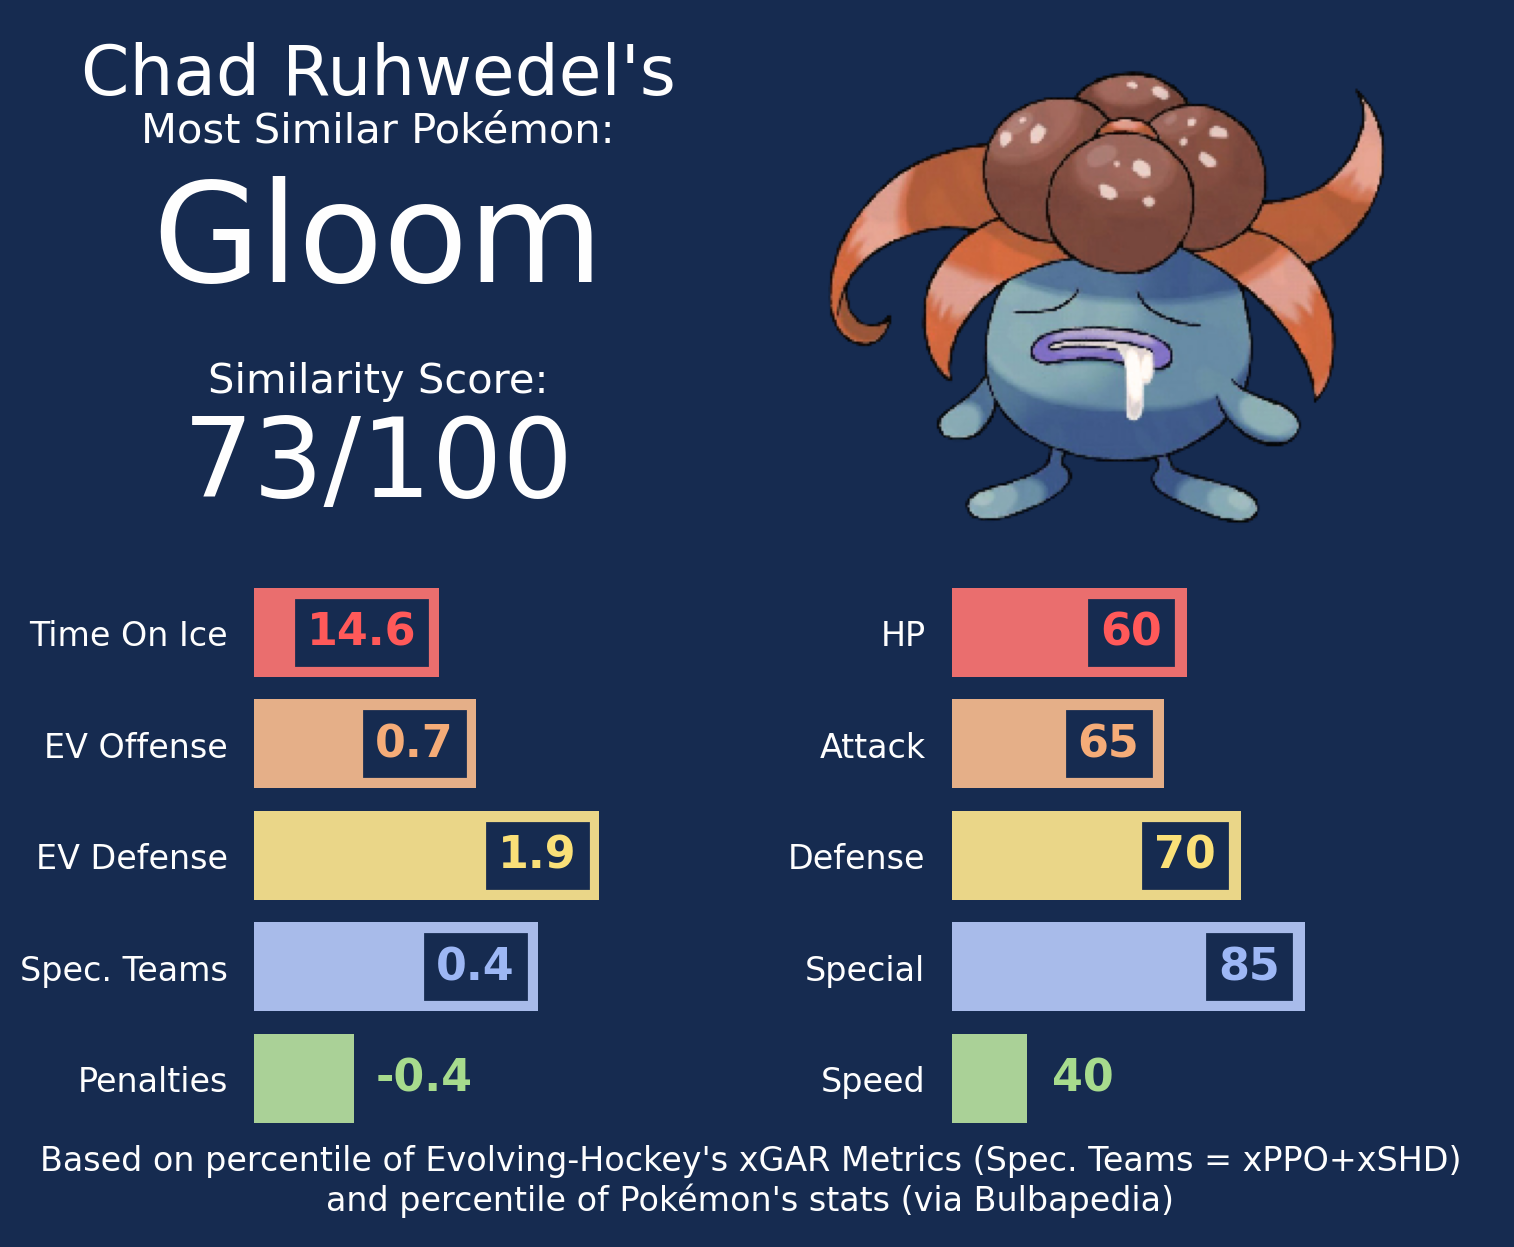 Chad Ruhwedel's
Most Similar Pokémon:
Gloom
Similarity Score:
73/100
Time On Ice 14.6
EV Offense 0.7
EV Defense 1.9
Spec. Teams 0.4
Penalties -0.4
HP 60
Attack 65
Defense 70
Special 85
Speed 40
Based on percentile of Evolving-Hockey's xGAR Metrics (Spec. Teams = xPPO+xSHD)
and percentile of Pokémon's stats (via Bulbapedia)